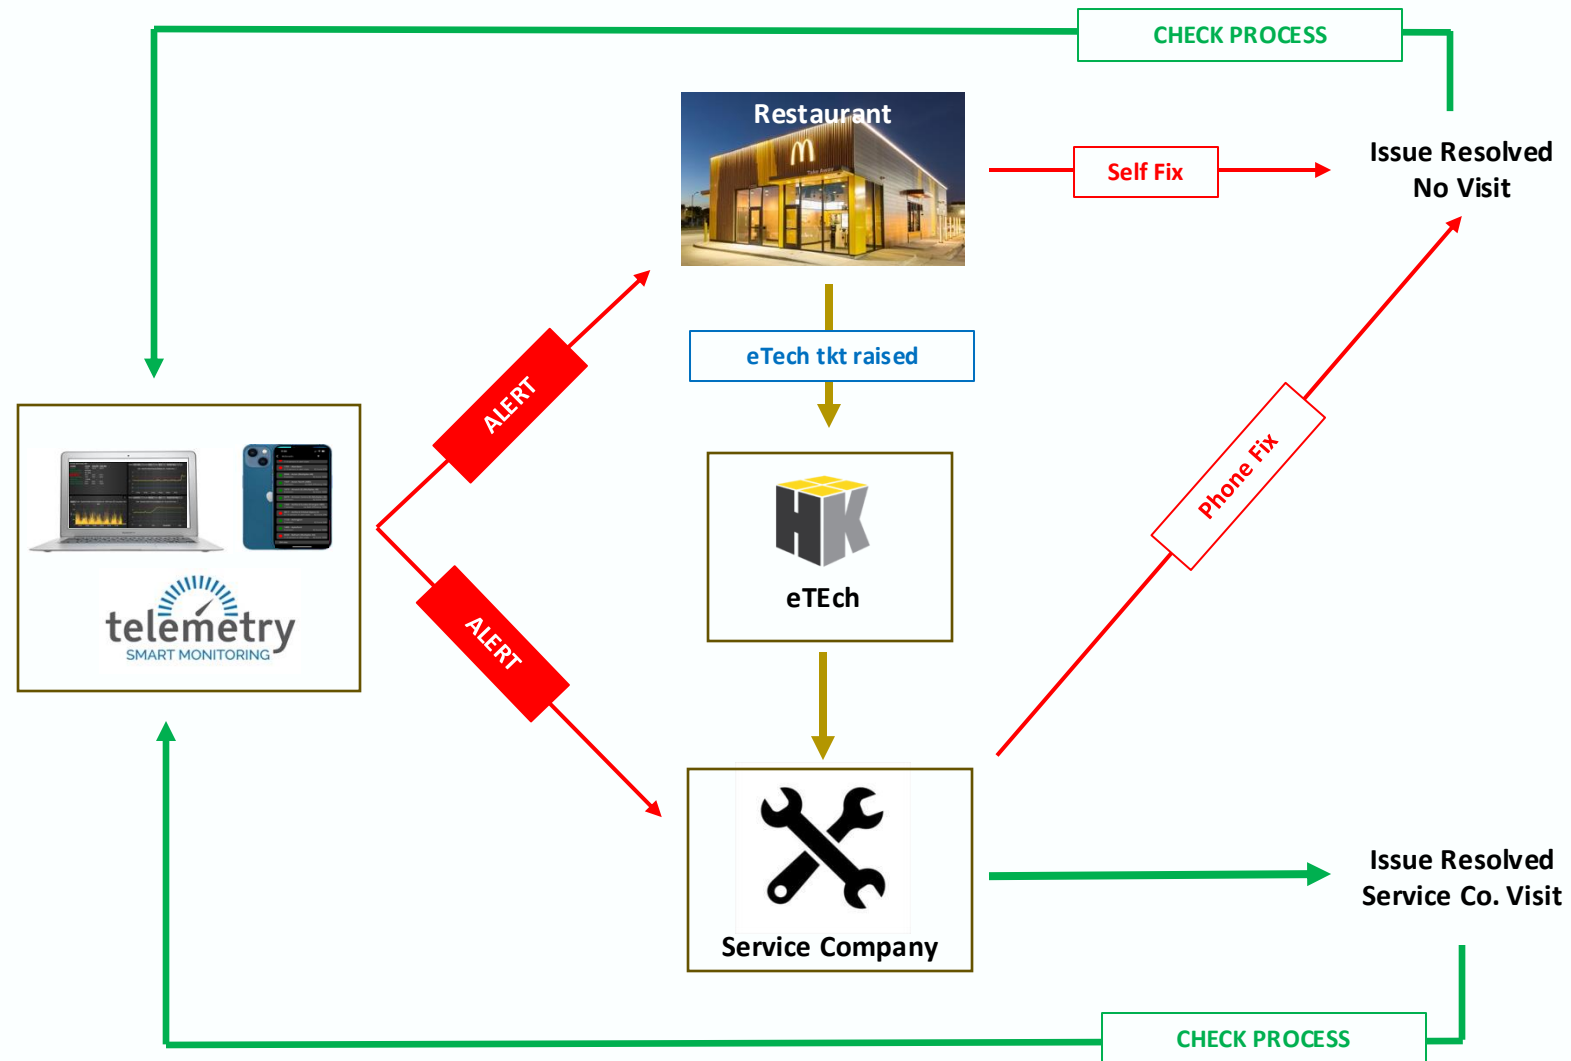 CHECK PROCESS
Restaurant
Self Fix
Issue Resolved
No Visit
eTech tkt raised
ALERT
Phone Fix
HK
eTEch
telemetry
SMART MONITORING
ALERT
Service Company
Issue Resolved
Service Co. Visit
CHECK PROCESS